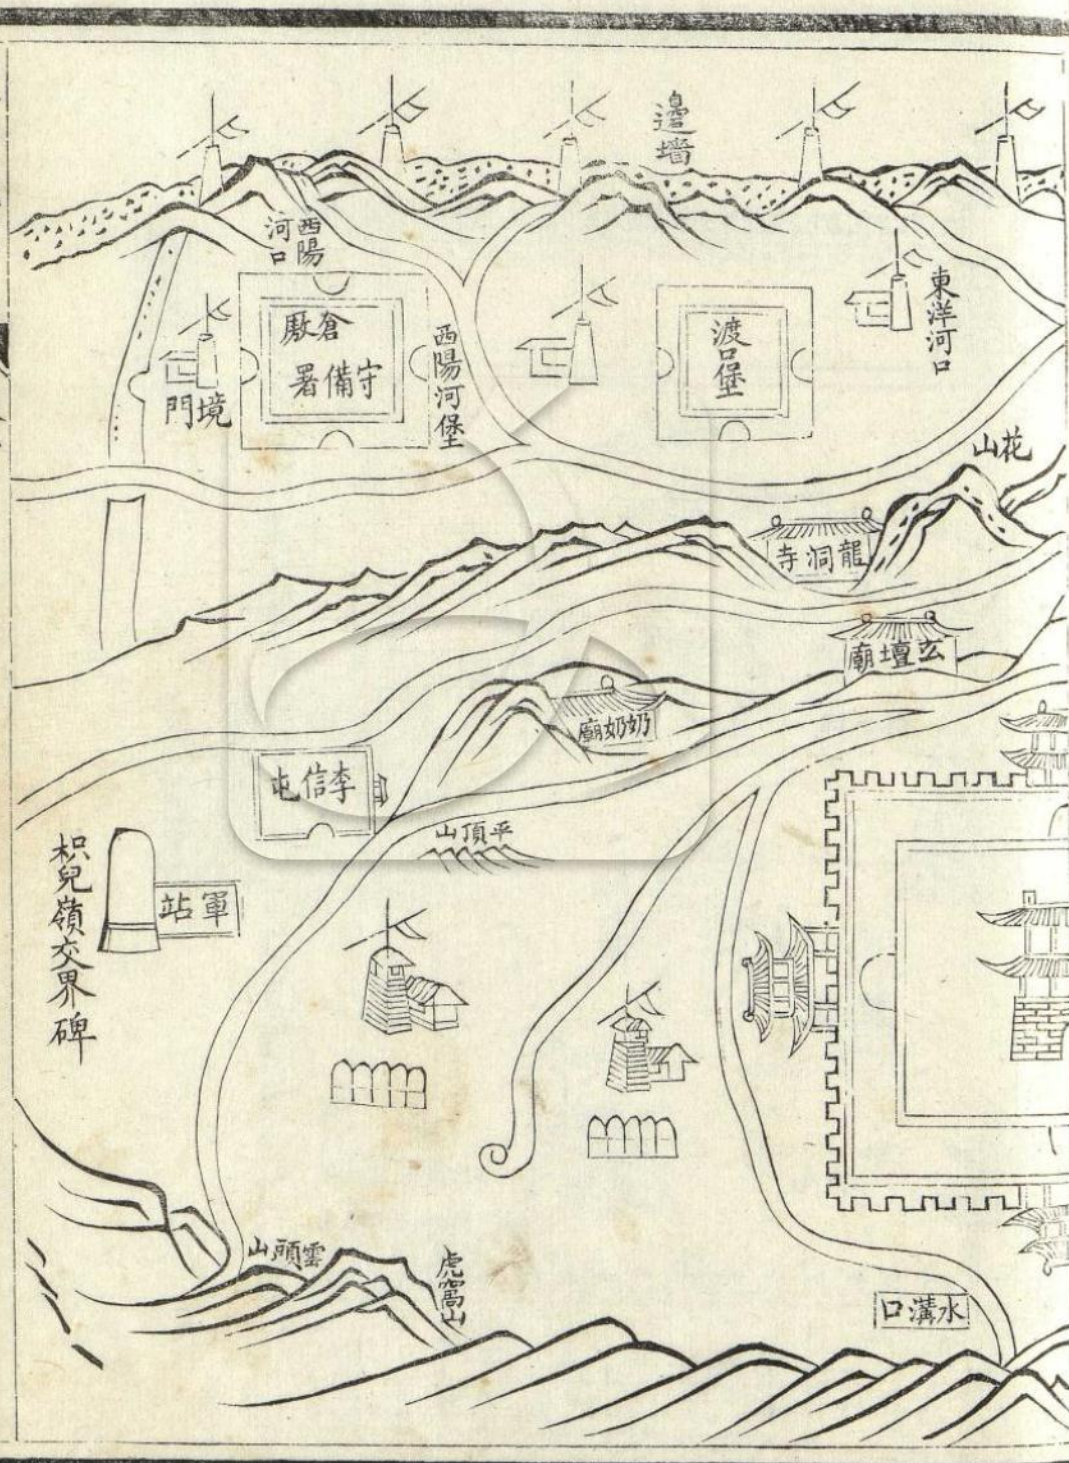 邊墻
東洋河口
西陽
河口
渡口堡
西陽河堡
倉厫
守備署
境門
花山
龍洞寺
玄壇廟
奶奶廟
李信屯
平頂山
軍站
枳兒嶺交界碑
雲頭山
虎窩山
水溝口